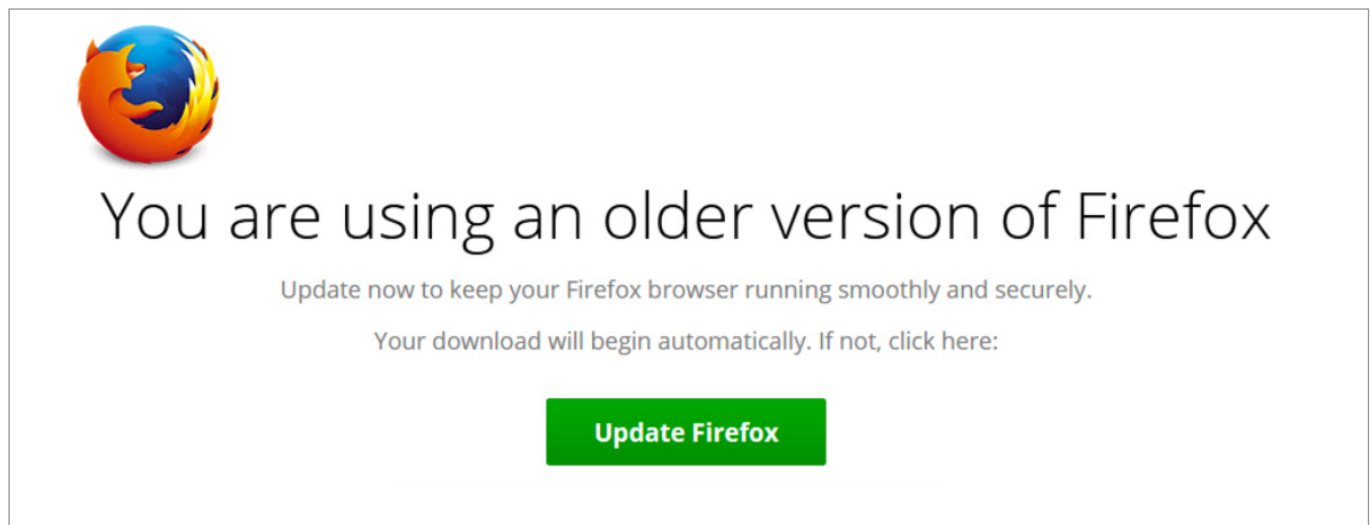 You are using an older version of Firefox
Update now to keep your Firefox browser running smoothly and securely.
Your download will begin automatically. If not, click here:
Update Firefox